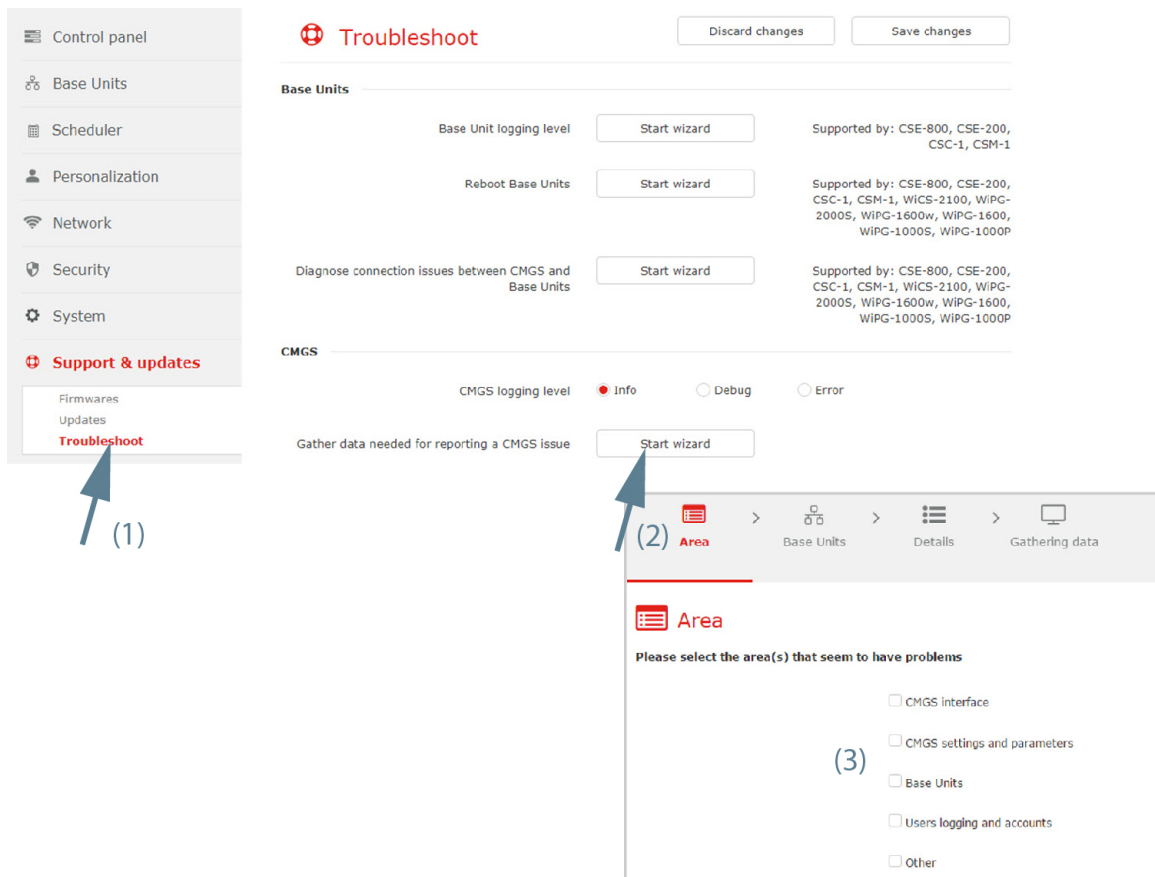 Control panel
Base Units
Scheduler
Personalization
Network
Security
System
Support & updates
Firmwares
Updates
Troubleshoot
(1)
Troubleshoot
Discard changes
Save changes
Base Units
Base Unit logging level
Start wizard
Supported by: CSE-800, CSE-200,
CSC-1, CSM-1
Reboot Base Units
Start wizard
Supported by: CSE-800, CSE-200,
CSC-1, CSM-1, WiCS-2100, WiPG-
2000S, WiPG-1600w, WiPG-1600,
WiPG-1000S, WiPG-1000P
Diagnose connection issues between CMGS and
Base Units
Start wizard
Supported by: CSE-800, CSE-200,
CSC-1, CSM-1, WiCS-2100, WiPG-
2000S, WiPG-1600w, WiPG-1600,
WiPG-1000S, WiPG-1000P
CMGS
CMGS logging level
Info
Debug
Error
Gather data needed for reporting a CMGS issue
Start wizard
(2)
Area
>
Base Units
>
Details
>
Gathering data
Area
Please select the area(s) that seem to have problems
(3)
CMGS interface
CMGS settings and parameters
Base Units
Users logging and accounts
Other